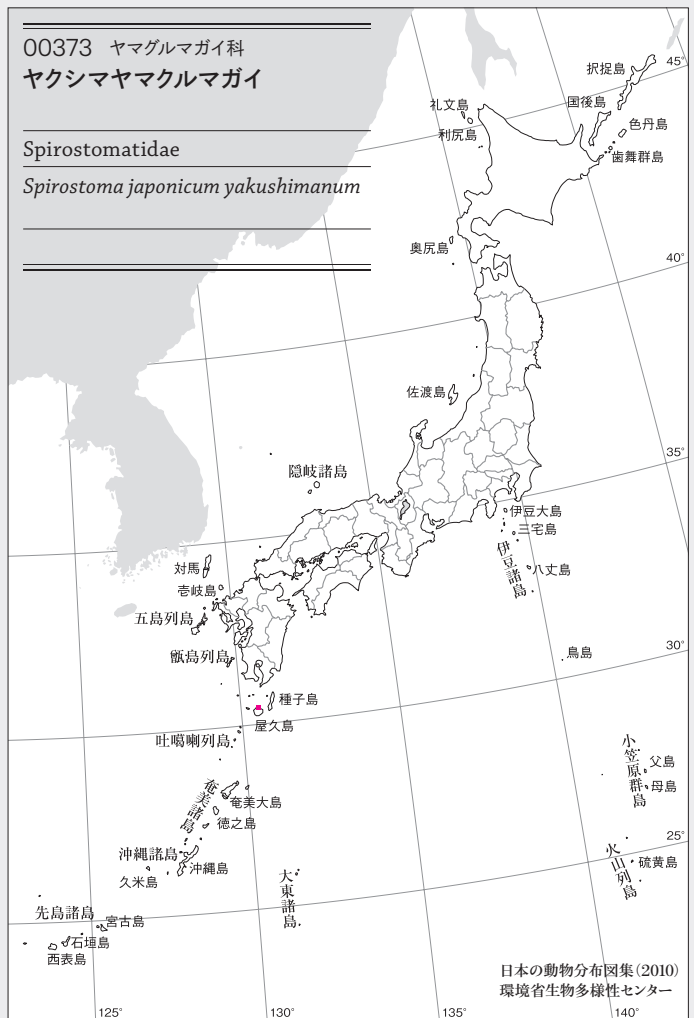 00373 ヤマグルマガイ科
ヤクシマヤマクルマガイ
Spirostomatidae
Spirostoma japonicum yakushimanum
択捉島
45°
礼文島
国後島
色丹島
利尻島
歯舞群島
奥尻島
40°
佐渡島
35°
隠岐諸島
伊豆大島
三宅島
伊豆諸島
八丈島
対馬
壱岐島
五島列島
甑島列島
鳥島
30°
種子島
屋久島
吐噶喇列島
小笠原群島
父島
母島
奄美諸島
奄美大島
徳之島
25°
沖縄諸島
沖縄島
久米島
大東諸島
火山列島
硫黄島
先島諸島
宮古島
石垣島
西表島
日本の動物分布図集（2010）
環境省生物多様性センター
125°
130°
135°
140°